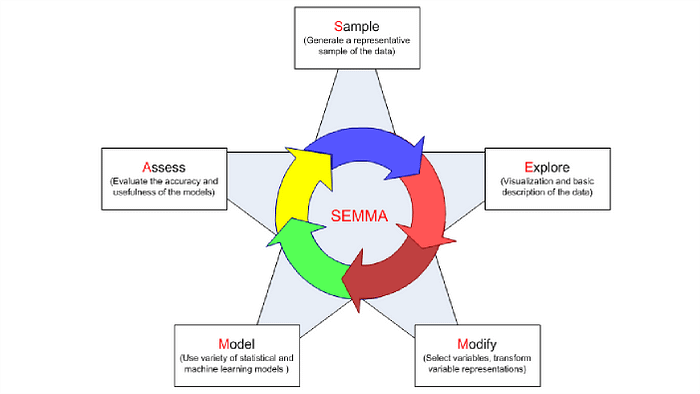 Sample
(Generale a representative
sample of the data)
Assess
(Evaluate the accuracy and
usefulness of the models)
Explore
(Visualization and basic
description of the data)
SEMMA
Model
(Use variety of statistical and
machine learning models )
Modify
(Select variables, transform
variable representations)